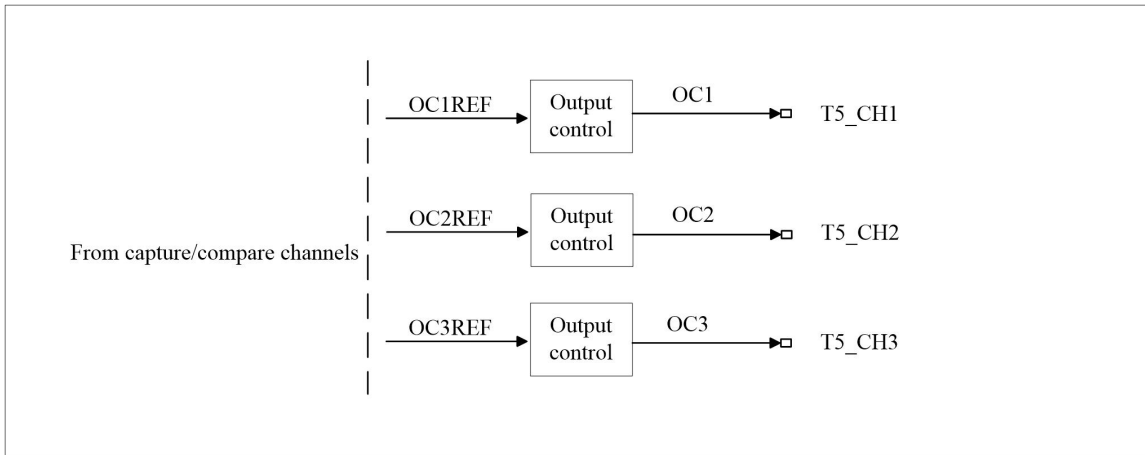 OC1REF
Output
control
OC1
T5_CH1
OC2REF
Output
control
OC2
T5_CH2
From capture/compare channels
OC3REF
Output
control
OC3
T5_CH3